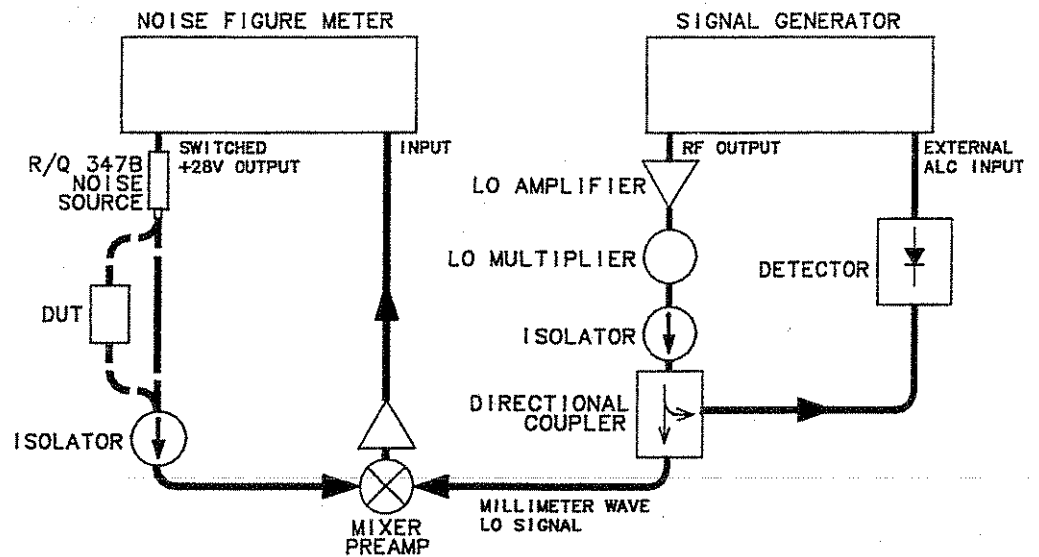 NOISE FIGURE METER
SIGNAL GENERATOR
SWITCHED
+28V OUTPUT
INPUT
RF OUTPUT
EXTERNAL
ALC INPUT
R/Q 347B
NOISE
SOURCE
LO AMPLIFIER
LO MULTIPLIER
DETECTOR
DUT
ISOLATOR
DIRECTIONAL
COUPLER
ISOLATOR
MILLIMETER WAVE
LO SIGNAL
MIXER
PREAMP